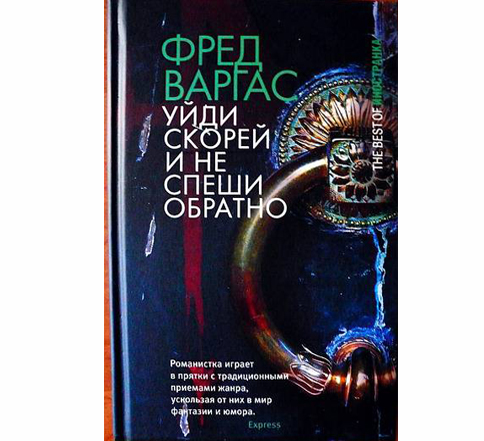 ФРЕД
ВАРГАС
УЙДИ
СКОРЕЙ
И НЕ
СПЕШИ
ОБРАТНО
THE BEST OF ИНОСТРАНКА
Романистка играет
в прятки с традиционными
приемами жанра,
ускользая от них в мир
фантазии и юмора.
Express